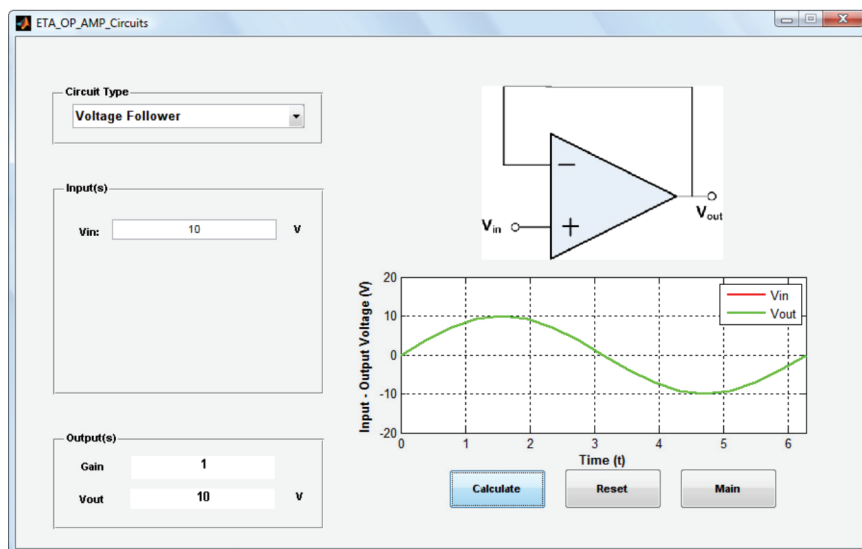 ETA_OP_AMP_Circuits
Circuit Type
Voltage Follower
Input(s)
Vin: 10 V
Output(s)
Gain 1
Vout 10 V
−
+
Vin
Vout
Input - Output Voltage (V)
20
10
0
-10
-20
Vin
Vout
0 1 2 3 4 5 6
Time (t)
Calculate Reset Main